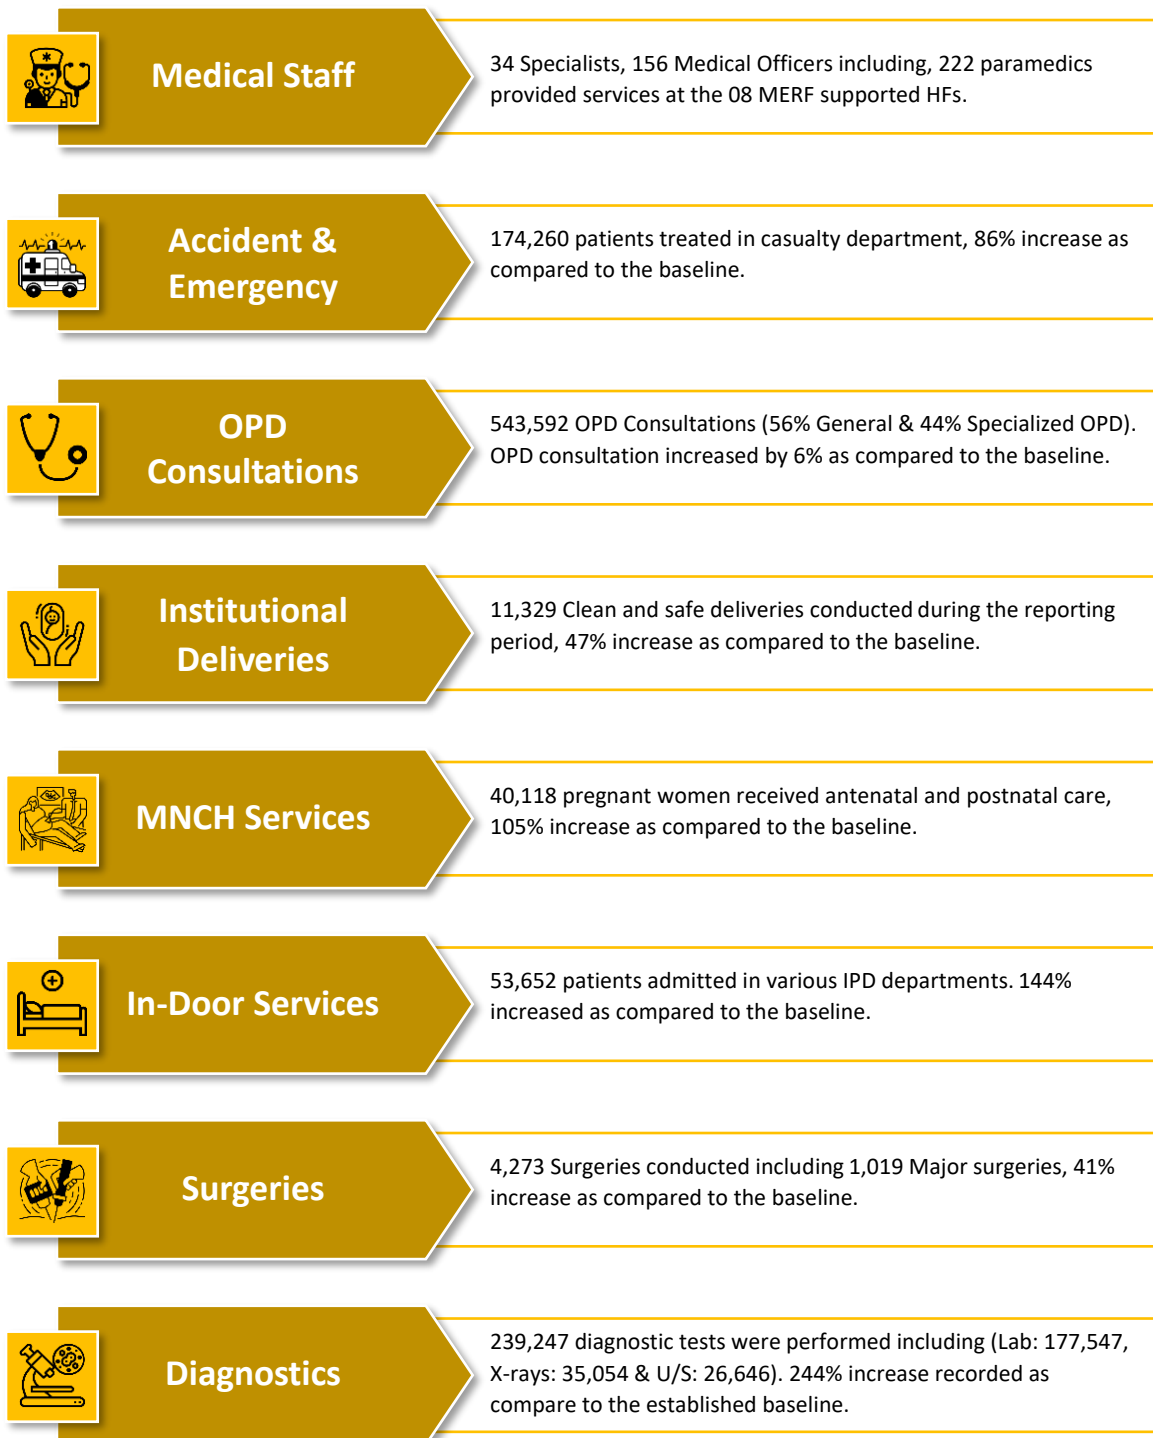 Medical Staff
34 Specialists, 156 Medical Officers including, 222 paramedics
provided services at the 08 MERF supported HFs.
Accident &
Emergency
174,260 patients treated in casualty department, 86% increase as
compared to the baseline.
OPD
Consultations
543,592 OPD Consultations (56% General & 44% Specialized OPD).
OPD consultation increased by 6% as compared to the baseline.
Institutional
Deliveries
11,329 Clean and safe deliveries conducted during the reporting
period, 47% increase as compared to the baseline.
MNCH Services
40,118 pregnant women received antenatal and postnatal care,
105% increase as compared to the baseline.
In-Door Services
53,652 patients admitted in various IPD departments. 144%
increased as compared to the baseline.
Surgeries
4,273 Surgeries conducted including 1,019 Major surgeries, 41%
increase as compared to the baseline.
Diagnostics
239,247 diagnostic tests were performed including (Lab: 177,547,
X-rays: 35,054 & U/S: 26,646). 244% increase recorded as
compare to the established baseline.